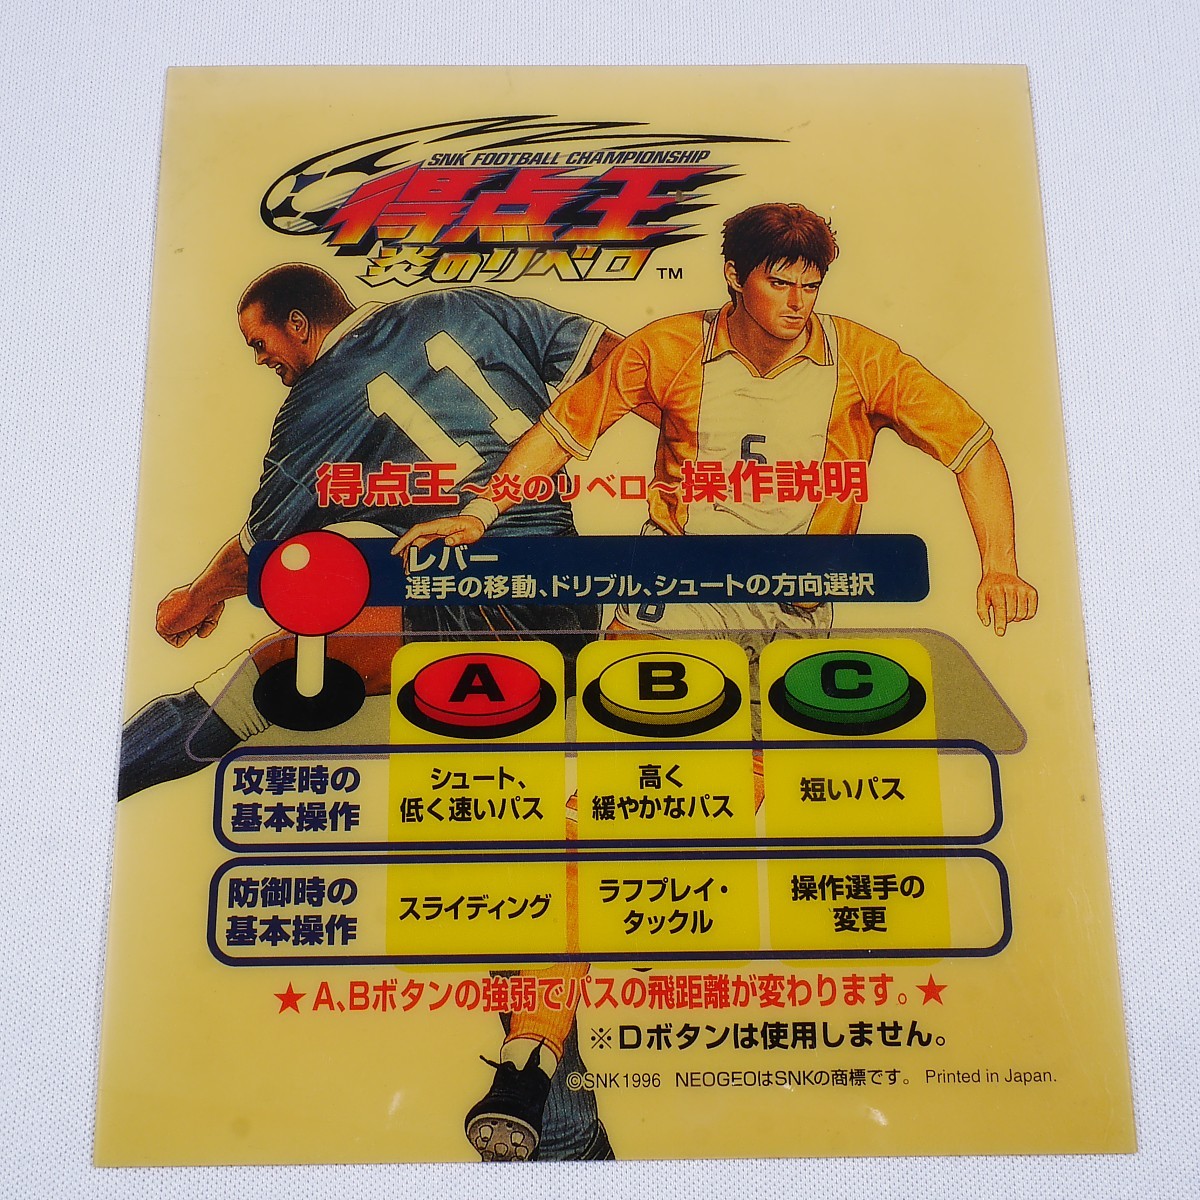 SNK FOOTBALL CHAMPIONSHIP
得点王
炎のリベロ ™
11
6
得点王～炎のリベロ～操作説明
レバー
選手の移動、ドリブル、シュートの方向選択
6
A B C
攻撃時の
基本操作
シュート、
低く速いパス
高く
緩やかなパス
短いパス
防御時の
基本操作
スライディング
ラフプレイ・
タックル
操作選手の
変更
★A、Bボタンの強弱でパスの飛距離が変わります。★
※Dボタンは使用しません。
©SNK 1996 NEOGEOはSNKの商標です。 Printed in Japan.